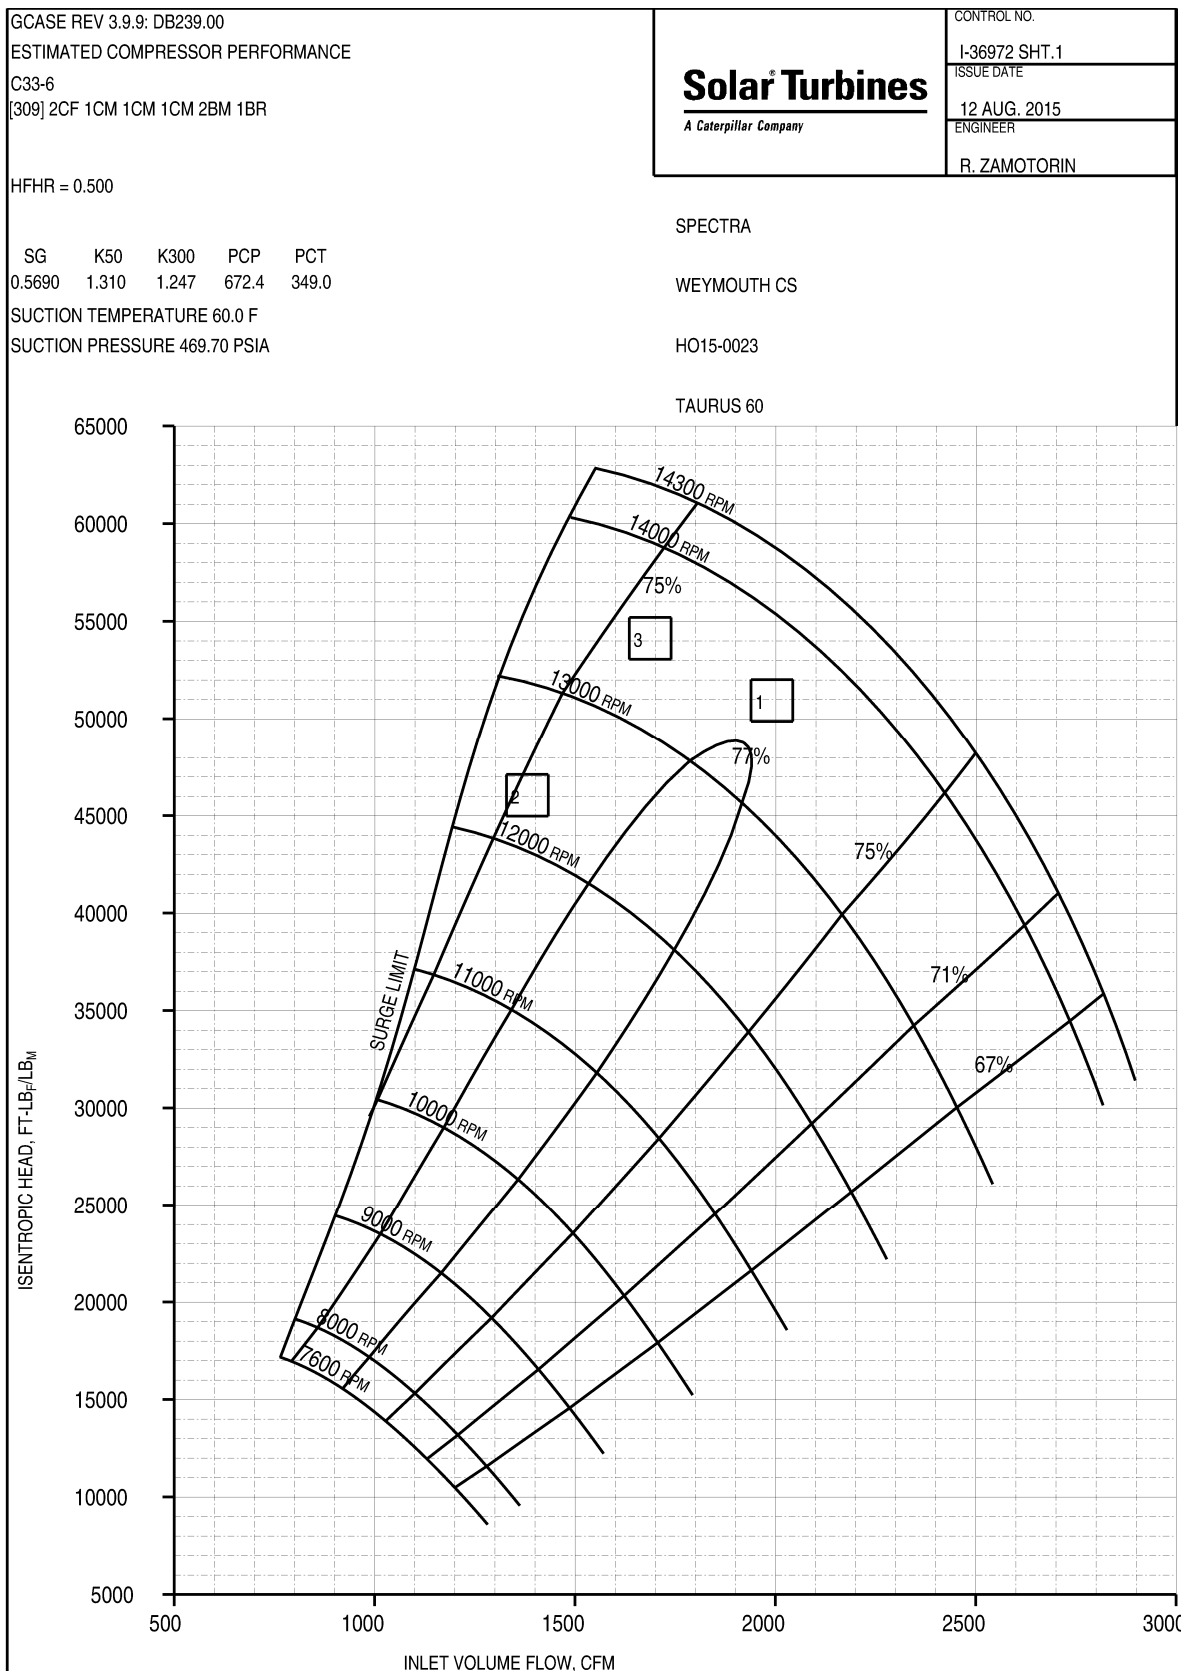 GCASE REV 3.9.9: DB239.00
ESTIMATED COMPRESSOR PERFORMANCE
C33-6
[309] 2CF 1CM 1CM 1CM 2BM 1BR
HFHR = 0.500
SG K50 K300 PCP PCT
0.5690 1.310 1.247 672.4 349.0
SUCTION TEMPERATURE 60.0 F
SUCTION PRESSURE 469.70 PSIA
Solar® Turbines
A Caterpillar Company
CONTROL NO.
I-36972 SHT.1
ISSUE DATE
12 AUG. 2015
ENGINEER
R. ZAMOTORIN
SPECTRA
WEYMOUTH CS
HO15-0023
TAURUS 60
65000
60000
55000
50000
45000
40000
35000
30000
25000
20000
15000
10000
5000
ISENTROPIC HEAD, FT-LBF/LBM
14300 RPM
14000 RPM
75%
3
13000 RPM
1
77%
2
12000 RPM
75%
SURGE LIMIT
11000 RPM
71%
67%
10000 RPM
9000 RPM
8000 RPM
7600 RPM
500 1000 1500 2000 2500 3000
INLET VOLUME FLOW, CFM